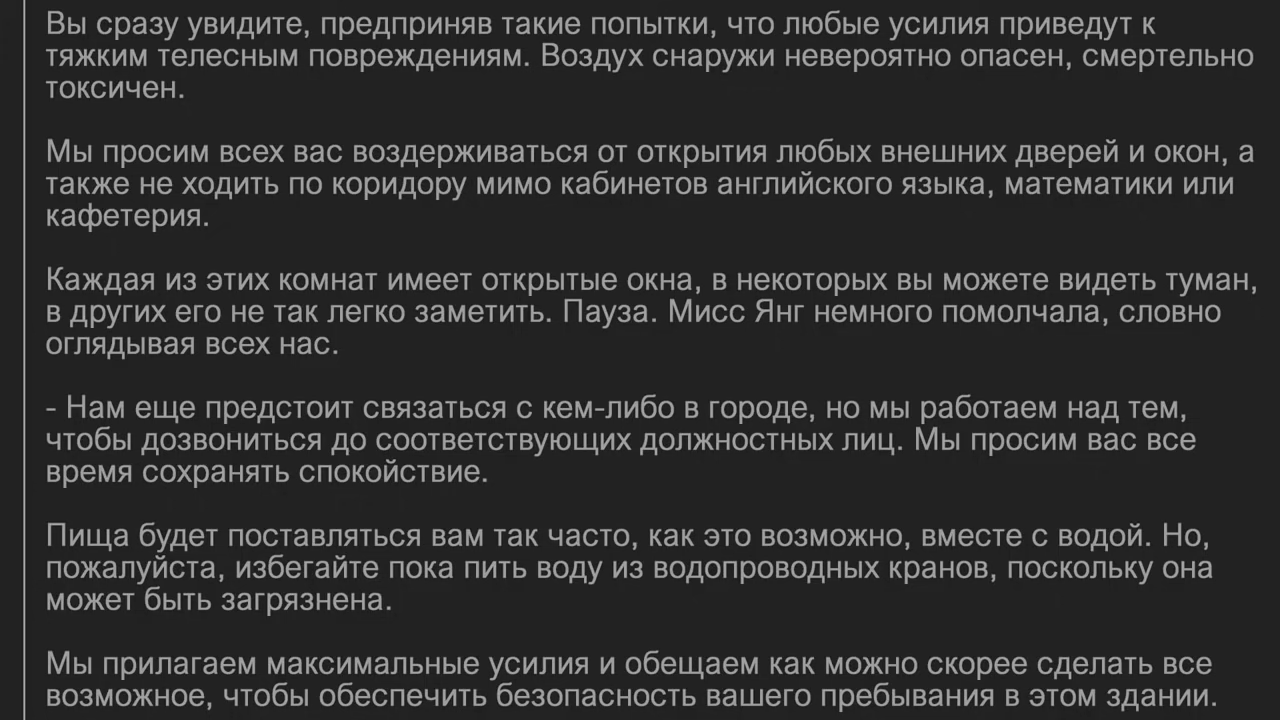 Вы сразу увидите, предприняв такие попытки, что любые усилия приведут к
тяжким телесным повреждениям. Воздух снаружи невероятно опасен, смертельно
токсичен.
Мы просим всех вас воздерживаться от открытия любых внешних дверей и окон, а
также не ходить по коридору мимо кабинетов английского языка, математики или
кафетерия.
Каждая из этих комнат имеет открытые окна, в некоторых вы можете видеть туман,
в других его не так легко заметить. Пауза. Мисс Янг немного помолчала, словно
оглядывая всех нас.
- Нам еще предстоит связаться с кем-либо в городе, но мы работаем над тем,
чтобы дозвониться до соответствующих должностных лиц. Мы просим вас все
время сохранять спокойствие.
Пища будет поставляться вам так часто, как это возможно, вместе с водой. Но,
пожалуйста, избегайте пока пить воду из водопроводных кранов, поскольку она
может быть загрязнена.
Мы прилагаем максимальные усилия и обещаем как можно скорее сделать все
возможное, чтобы обеспечить безопасность вашего пребывания в этом здании.